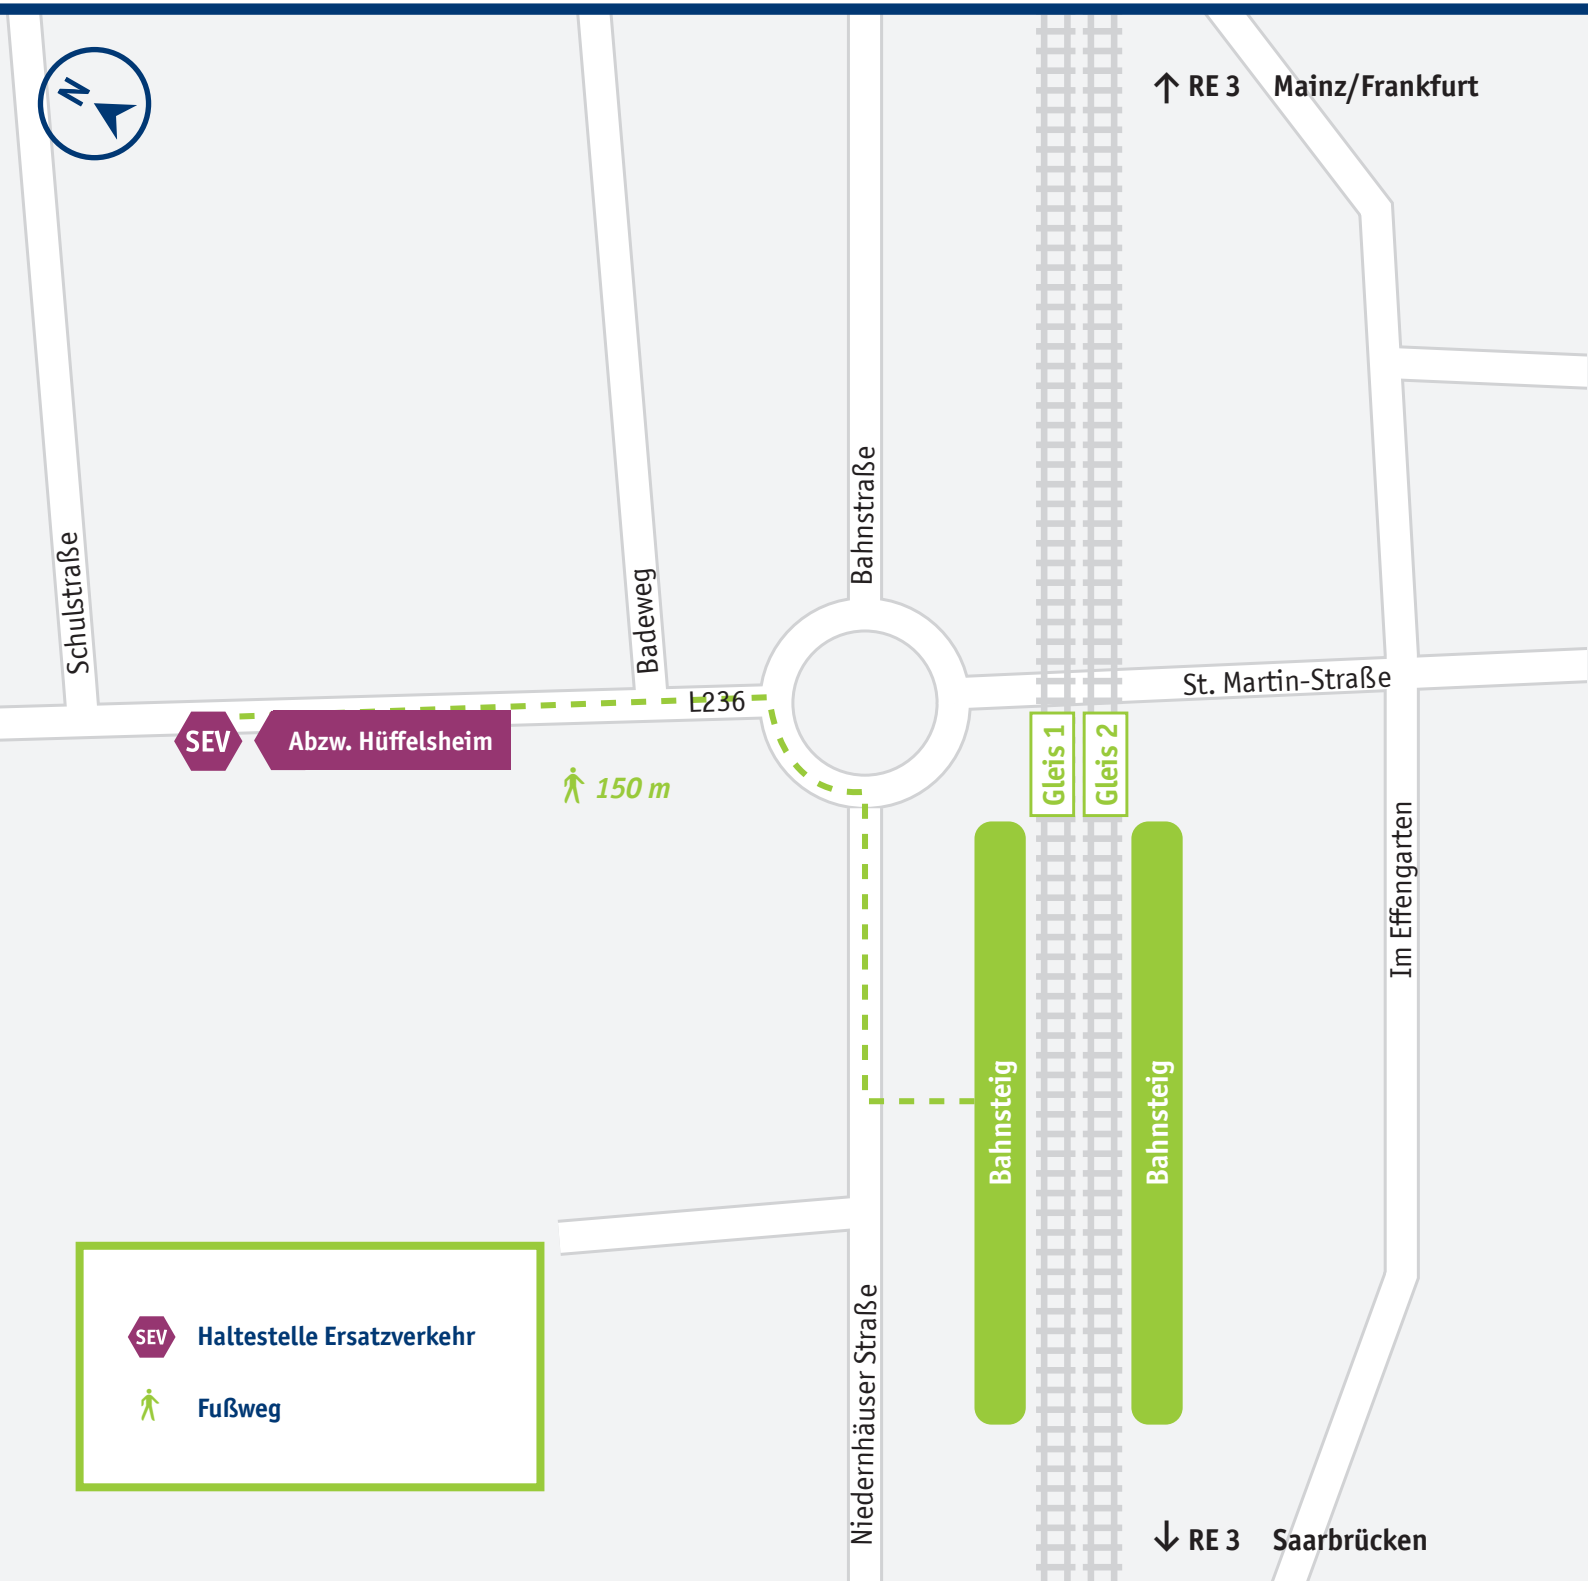 N
↑ RE 3 Mainz/Frankfurt
Bahnstraße
Schulstraße
Badeweg
L236
St. Martin-Straße
SEV
Abzw. Hüffelsheim
150 m
Gleis 1
Gleis 2
Im Effengarten
Bahnsteig
Bahnsteig
Niedernhäuser Straße
SEV Haltestelle Ersatzverkehr
Fußweg
↓ RE 3 Saarbrücken